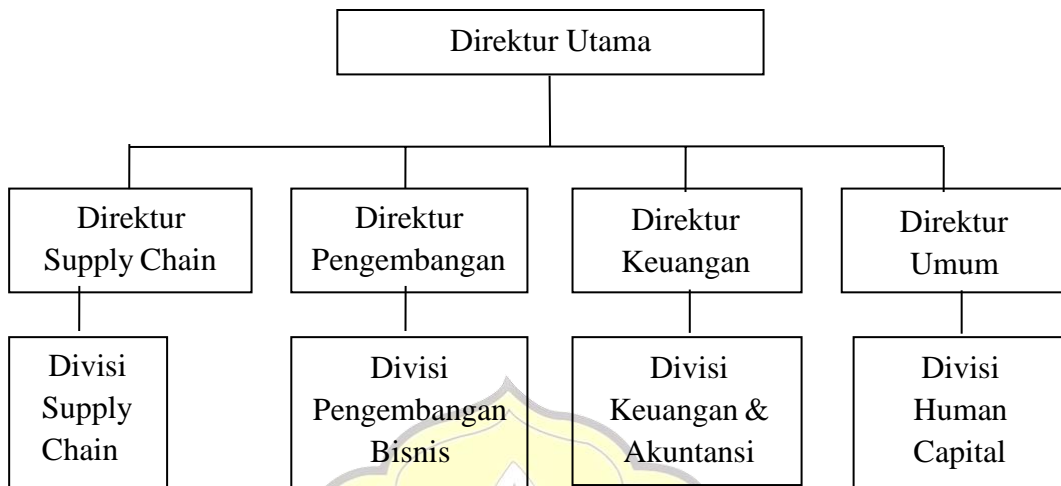 Direktur Utama
Direktur
Supply Chain
Direktur
Pengembangan
Direktur
Keuangan
Direktur
Umum
Divisi
Supply
Chain
Divisi
Pengembangan
Bisnis
Divisi
Keuangan &
Akuntansi
Divisi
Human
Capital